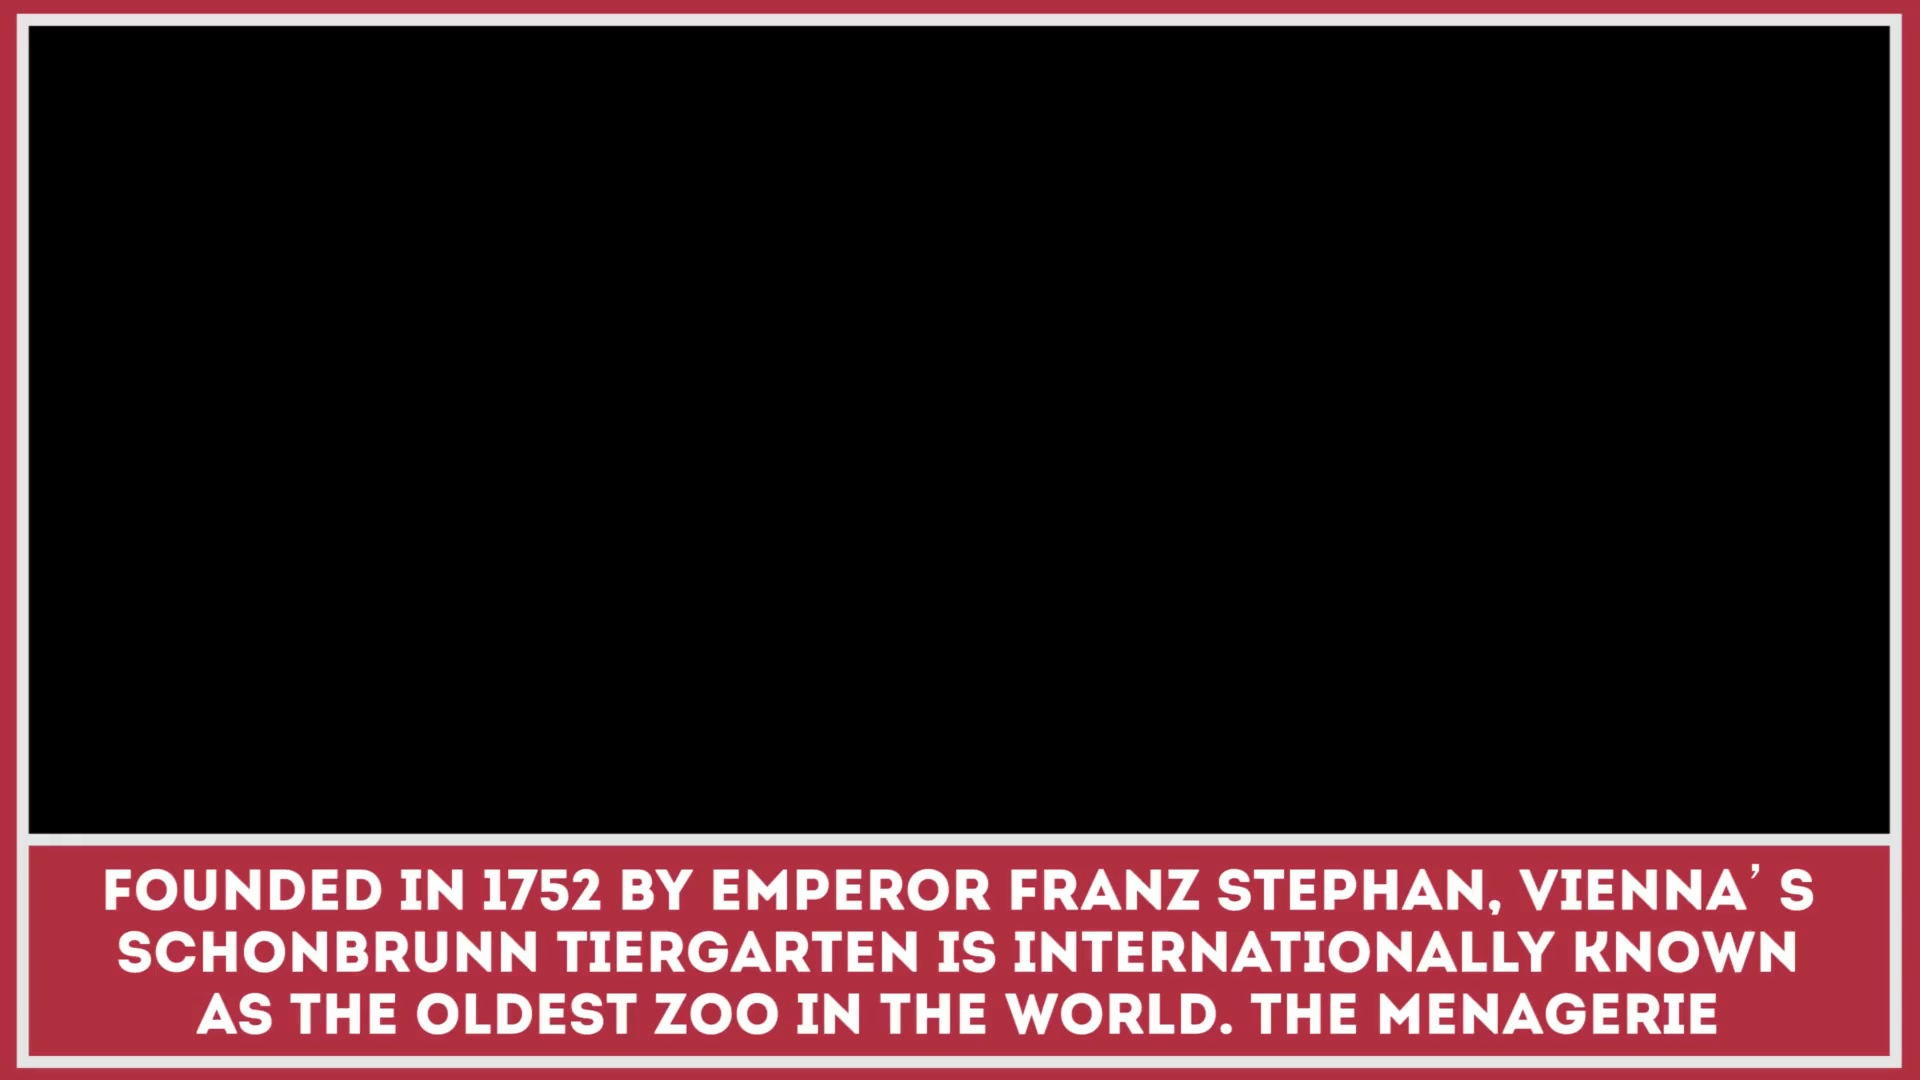 FOUNDED IN 1752 BY EMPEROR FRANZ STEPHAN, VIENNA’ S
SCHONBRUNN TIERGARTEN IS INTERNATIONALLY KNOWN
AS THE OLDEST ZOO IN THE WORLD. THE MENAGERIE